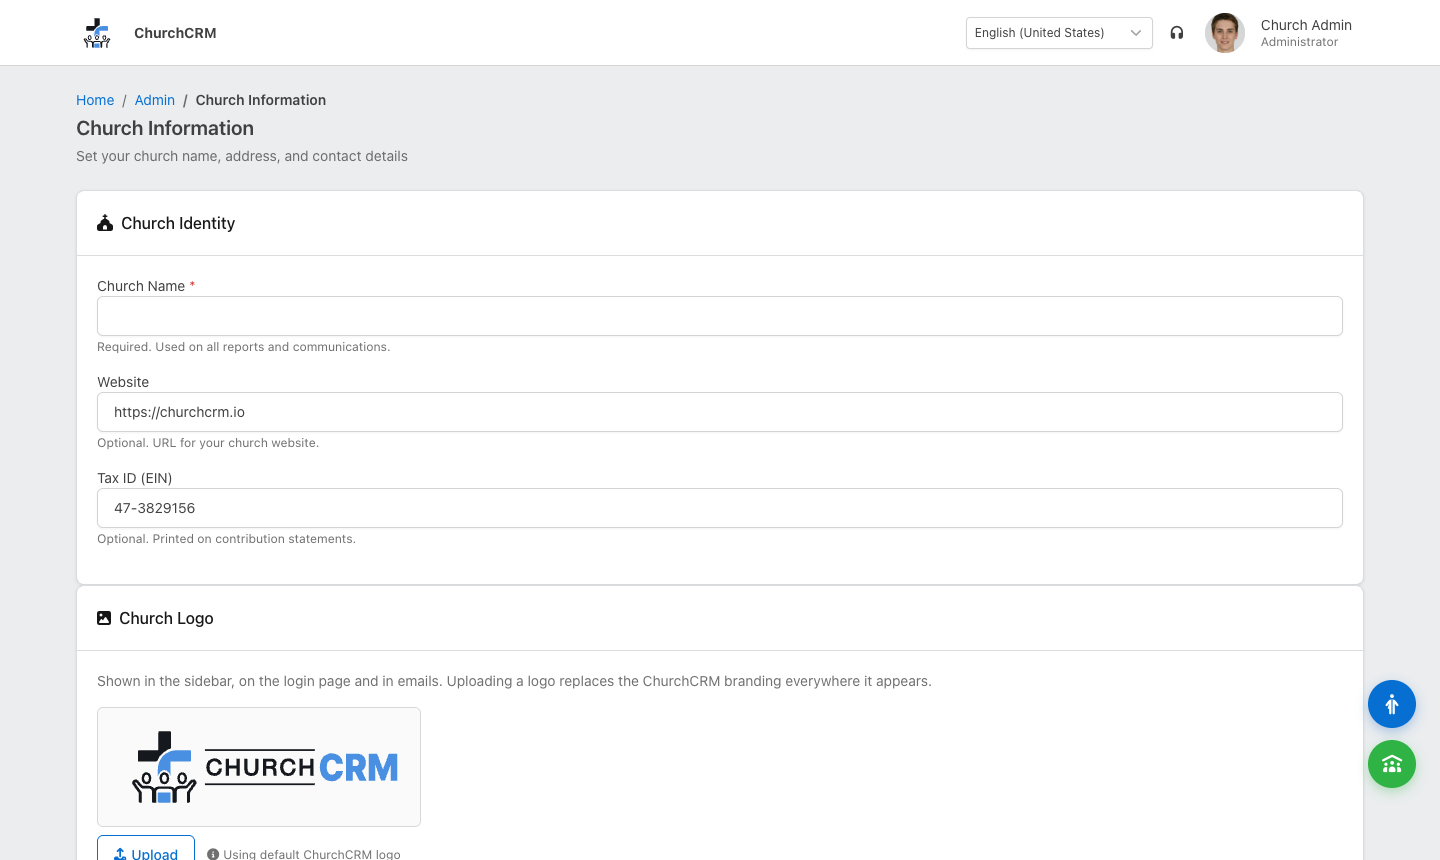 ChurchCRM
English (United States)
Church Admin
Administrator
Home / Admin / Church Information
Church Information
Set your church name, address, and contact details
Church Identity
Church Name *
Required. Used on all reports and communications.
Website
https://churchcrm.io
Optional. URL for your church website.
Tax ID (EIN)
47-3829156
Optional. Printed on contribution statements.
Church Logo
Shown in the sidebar, on the login page and in emails. Uploading a logo replaces the ChurchCRM branding everywhere it appears.
CHURCH CRM
Upload
Using default ChurchCRM logo